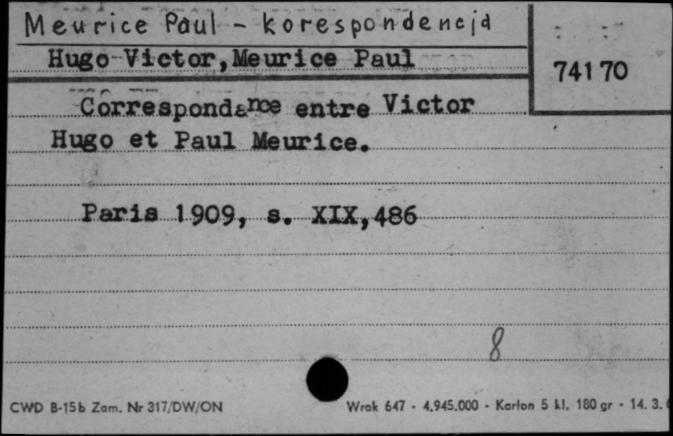 Meurice Paul - korespondencja
Hugo Victor, Meurice Paul
74170
Correspondance entre Victor
Hugo et Paul Meurice.
Paris 1909, s. XIX, 486
8
CWD B-15b Zam. Nr 317/DW/ON
Wrak 647 - 4.945.000 - Karton 5 kl. 180 gr - 14. 3.